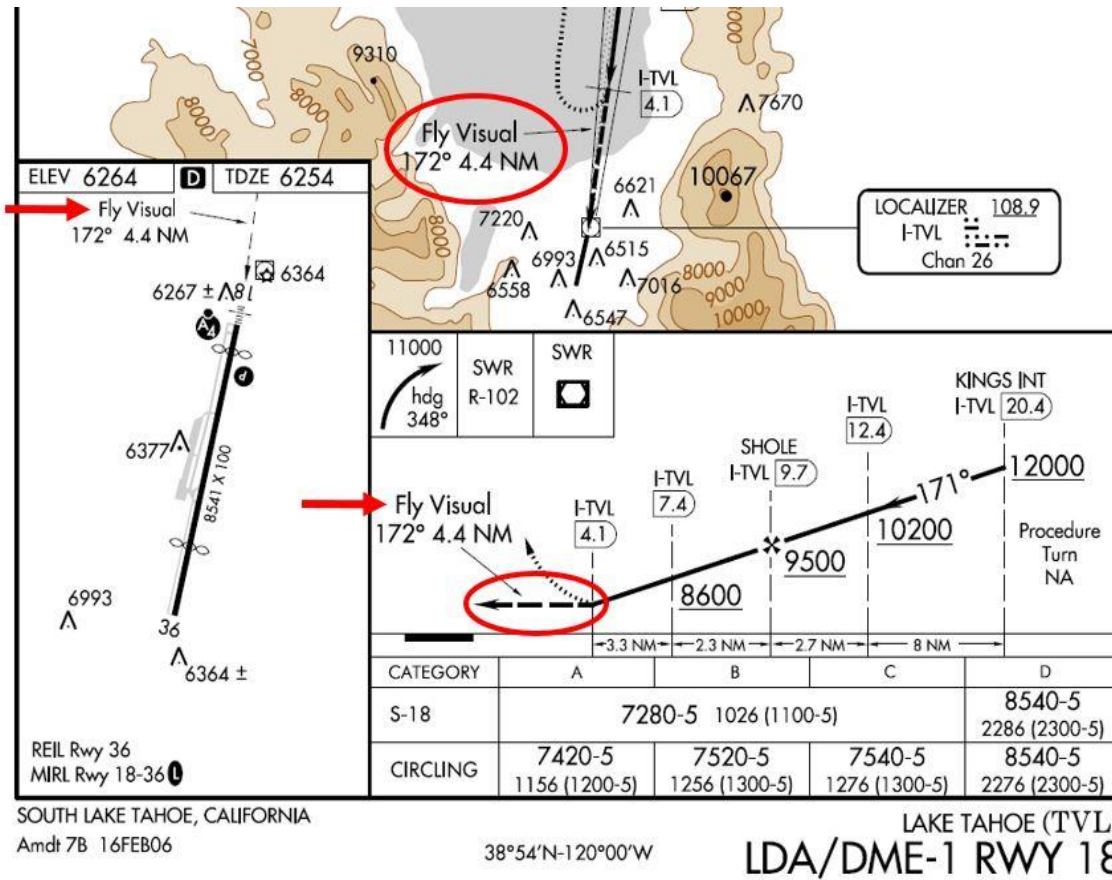 7000
8000
9310
8000
I-TVL
4.1
7670
Fly Visual
172° 4.4 NM
ELEV 6264
D
TDZE 6254
Fly Visual
172° 4.4 NM
8000
7220
6621
10067
LOCALIZER 108.9
I-TVL
Chan 26
6364
6267 ±
6993
6515
6558
7016
6547
8000
9000
10000
A4
P
6377
8541 X 100
6993
36
6364 ±
REIL Rwy 36
MIRL Rwy 18-36 L
11000
hdg
348°
SWR
R-102
SWR
KINGS INT
I-TVL 20.4
I-TVL
12.4
SHOLE
I-TVL 9.7
I-TVL
7.4
I-TVL
4.1
Fly Visual
172° 4.4 NM
171°
12000
10200
9500
8600
Procedure
Turn
NA
3.3 NM 2.3 NM 2.7 NM 8 NM
CATEGORY A B C D
S-18 7280-5 1026 (1100-5) 8540-5
2286 (2300-5)
CIRCLING 7420-5 7520-5 7540-5 8540-5
1156 (1200-5) 1256 (1300-5) 1276 (1300-5) 2276 (2300-5)
SOUTH LAKE TAHOE, CALIFORNIA
Amdt 7B 16FEB06
38°54'N-120°00'W
LAKE TAHOE (TVL
LDA/DME-1 RWY 18